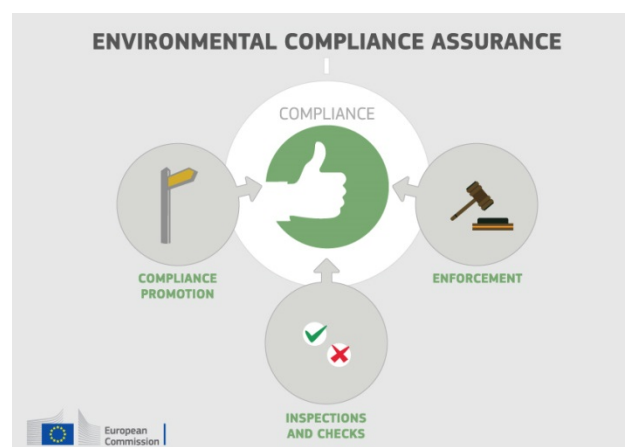 ENVIRONMENTAL COMPLIANCE ASSURANCE
COMPLIANCE
COMPLIANCE
PROMOTION
ENFORCEMENT
INSPECTIONS
AND CHECKS
European
Commission